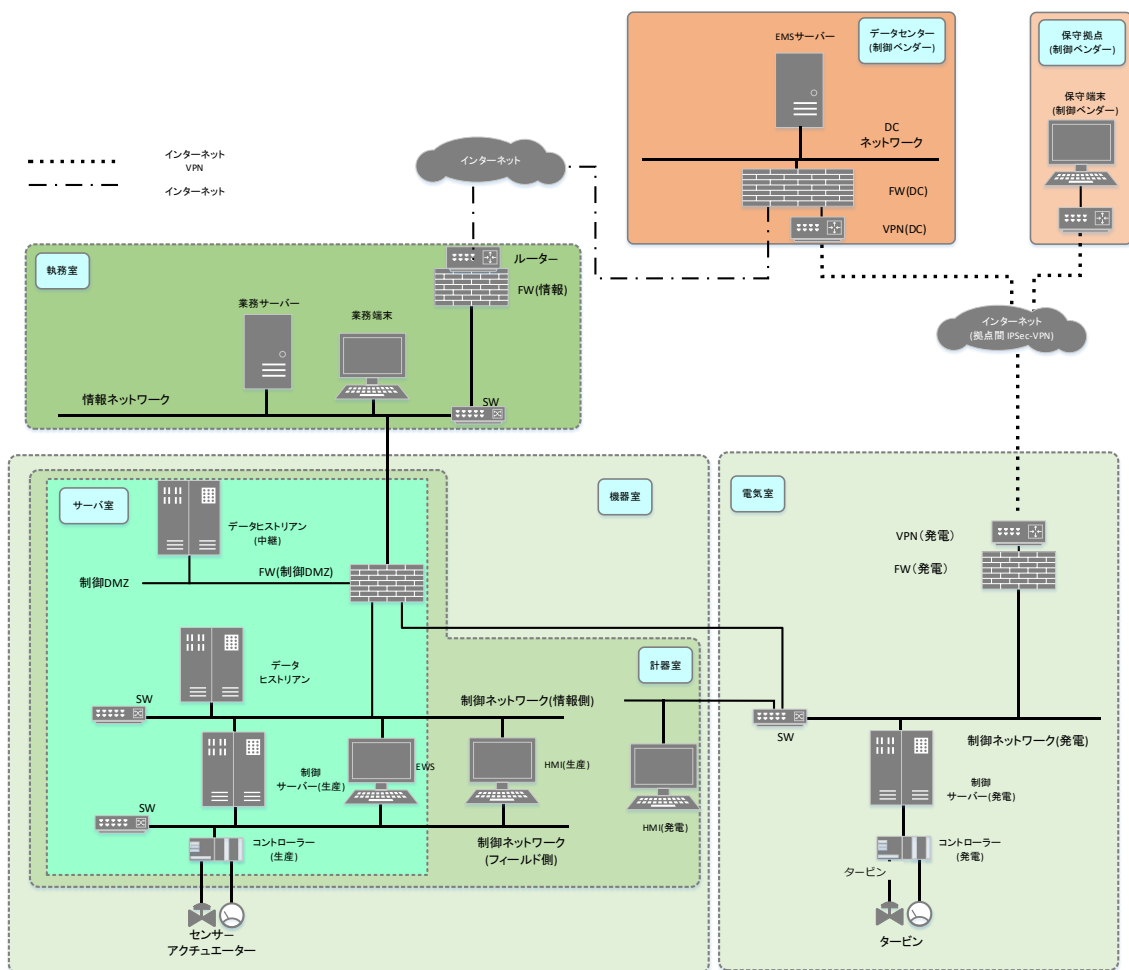 EMSサーバー
データセンター
(制御ベンダー)
保守拠点
(制御ベンダー)
保守端末
(制御ベンダー)
DC
ネットワーク
インターネット
VPN
インターネット
インターネット
FW(DC)
VPN(DC)
執務室
ルーター
FW(情報)
業務サーバー
業務端末
インターネット
(拠点間 IPSec-VPN)
情報ネットワーク
SW
サーバ室
機器室
電気室
データヒストリアン
(中継)
VPN(発電)
FW(発電)
制御DMZ
FW(制御DMZ)
データ
ヒストリアン
計器室
SW
制御ネットワーク(情報側)
SW
制御ネットワーク(発電)
制御
サーバー(生産)
EWS
HMI(生産)
制御
サーバー(発電)
SW
HMI(発電)
コントローラー
(生産)
制御ネットワーク
(フィールド側)
コントローラー
(発電)
タービン
センサー
アクチュエーター
タービン